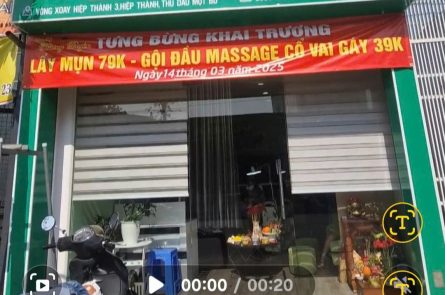 VÒNG XOAY HIỆP THÀNH 3,HIỆP THÀNH,THỦ DẦU MỘT BD
TƯNG BỪNG KHAI TRƯƠNG
LẤY MỤN 79K - GỘI ĐẦU MASSAGE CỔ VAI GÁY 39K
Ngày 14 tháng 03 năm 2025
00:00 / 00:20
T
T